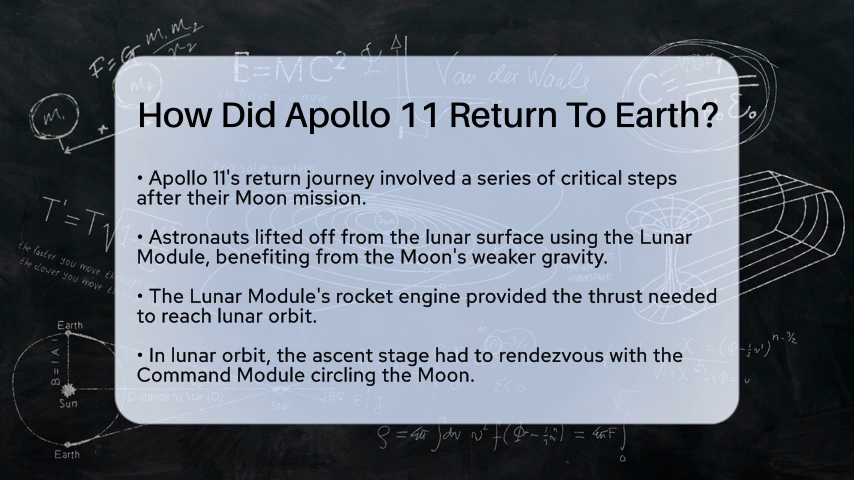 How Did Apollo 11 Return To Earth?
• Apollo 11's return journey involved a series of critical steps
after their Moon mission.
• Astronauts lifted off from the lunar surface using the Lunar
Module, benefiting from the Moon's weaker gravity.
• The Lunar Module's rocket engine provided the thrust needed
to reach lunar orbit.
• In lunar orbit, the ascent stage had to rendezvous with the
Command Module circling the Moon.
E=MC²
Van der Waals
the faster you move
the slower you move
Earth
Sun
Earth
Distance to Star (D)
Star